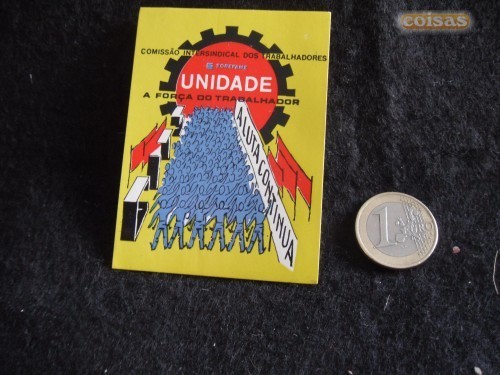 coisas
COMISSÃO INTERSINDICAL DOS TRABALHADORES
UNIDADE
A FORÇA DO TRABALHADOR
A LUTA CONTINUA
1